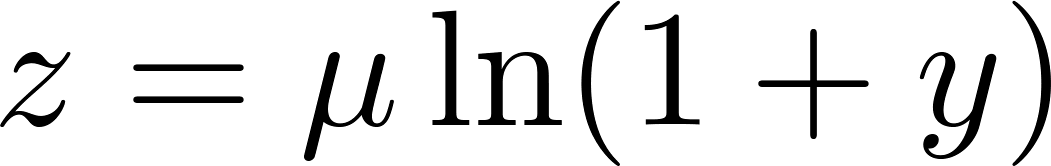 z = μ ln(1 + y)